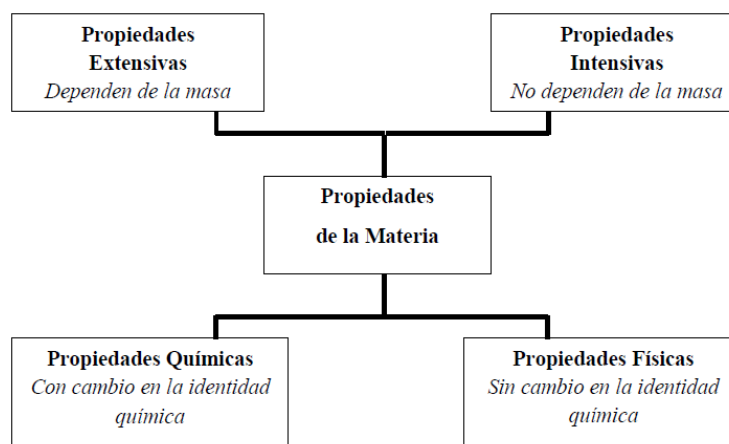 Propiedades
Extensivas
Dependen de la masa
Propiedades
Intensivas
No dependen de la masa
Propiedades
de la Materia
Propiedades Químicas
Con cambio en la identidad
química
Propiedades Físicas
Sin cambio en la identidad
química